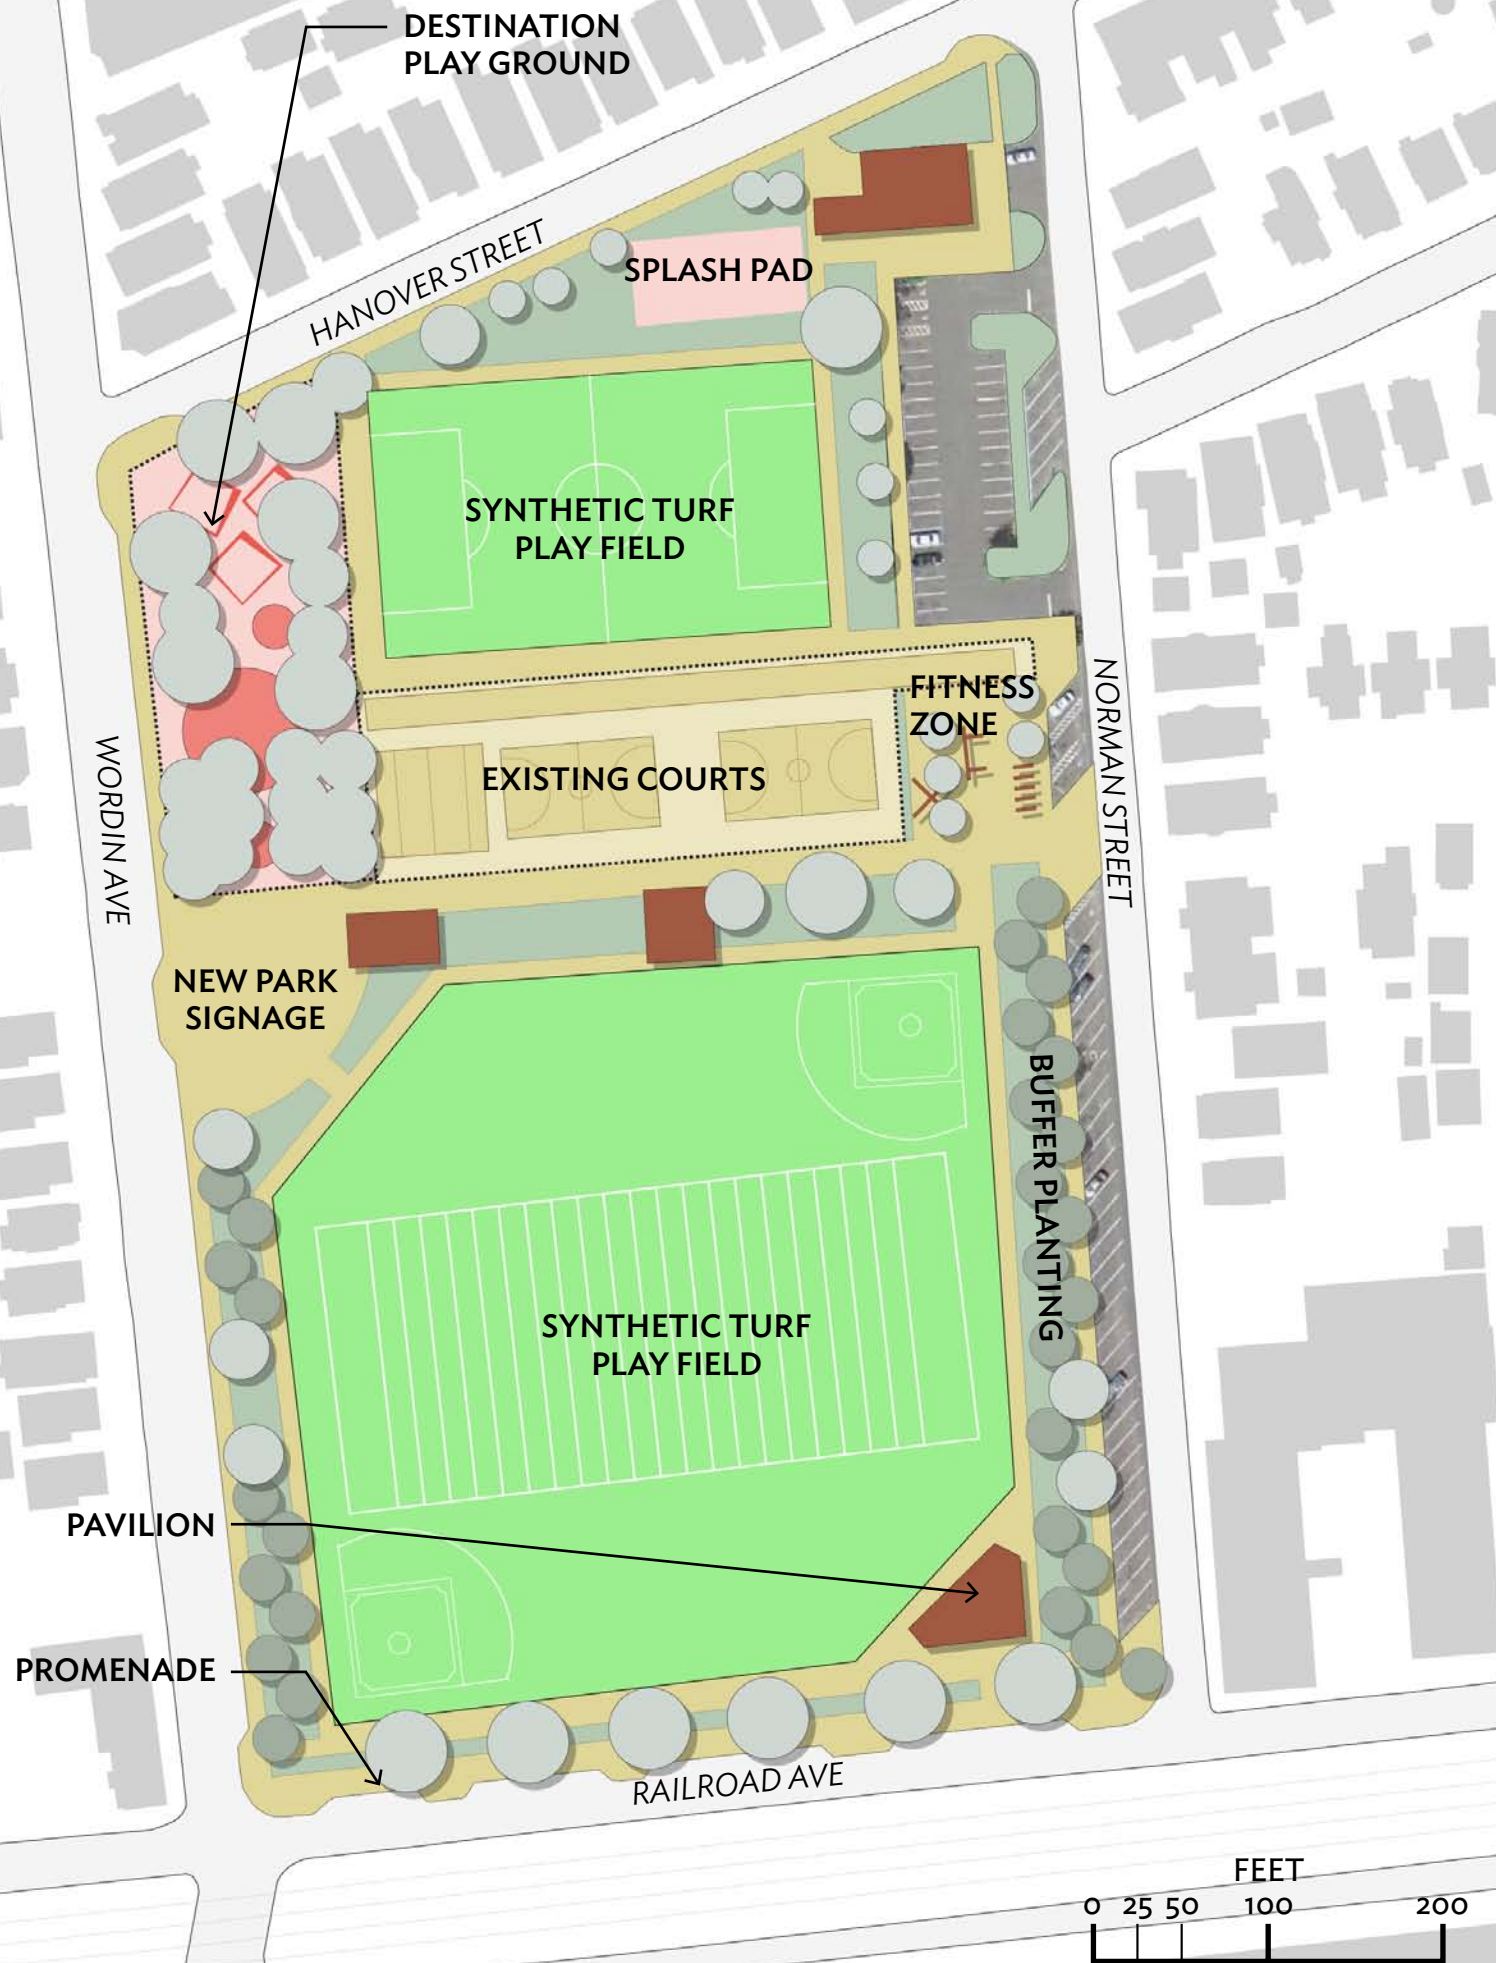 DESTINATION
PLAY GROUND
HANOVER STREET
SPLASH PAD
SYNTHETIC TURF
PLAY FIELD
FITNESS
ZONE
EXISTING COURTS
NORMAN STREET
WORDIN AVE
NEW PARK
SIGNAGE
BUFFER PLANTING
SYNTHETIC TURF
PLAY FIELD
PAVILION
PROMENADE
RAILROAD AVE
FEET
0 25 50 100 200